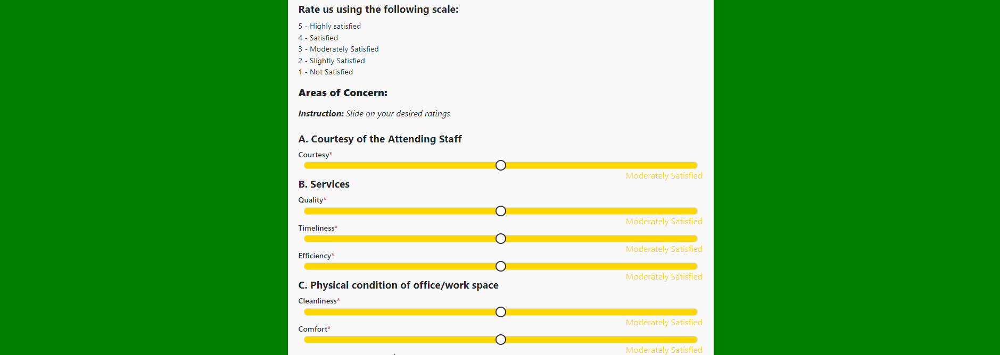 Rate us using the following scale:
5 - Highly satisfied
4 - Satisfied
3 - Moderately Satisfied
2 - Slightly Satisfied
1 - Not Satisfied
Areas of Concern:
Instruction: Slide on your desired ratings
A. Courtesy of the Attending Staff
Courtesy*
Moderately Satisfied
B. Services
Quality*
Moderately Satisfied
Timeliness*
Moderately Satisfied
Efficiency*
Moderately Satisfied
C. Physical condition of office/work space
Cleanliness*
Moderately Satisfied
Comfort*
Moderately Satisfied